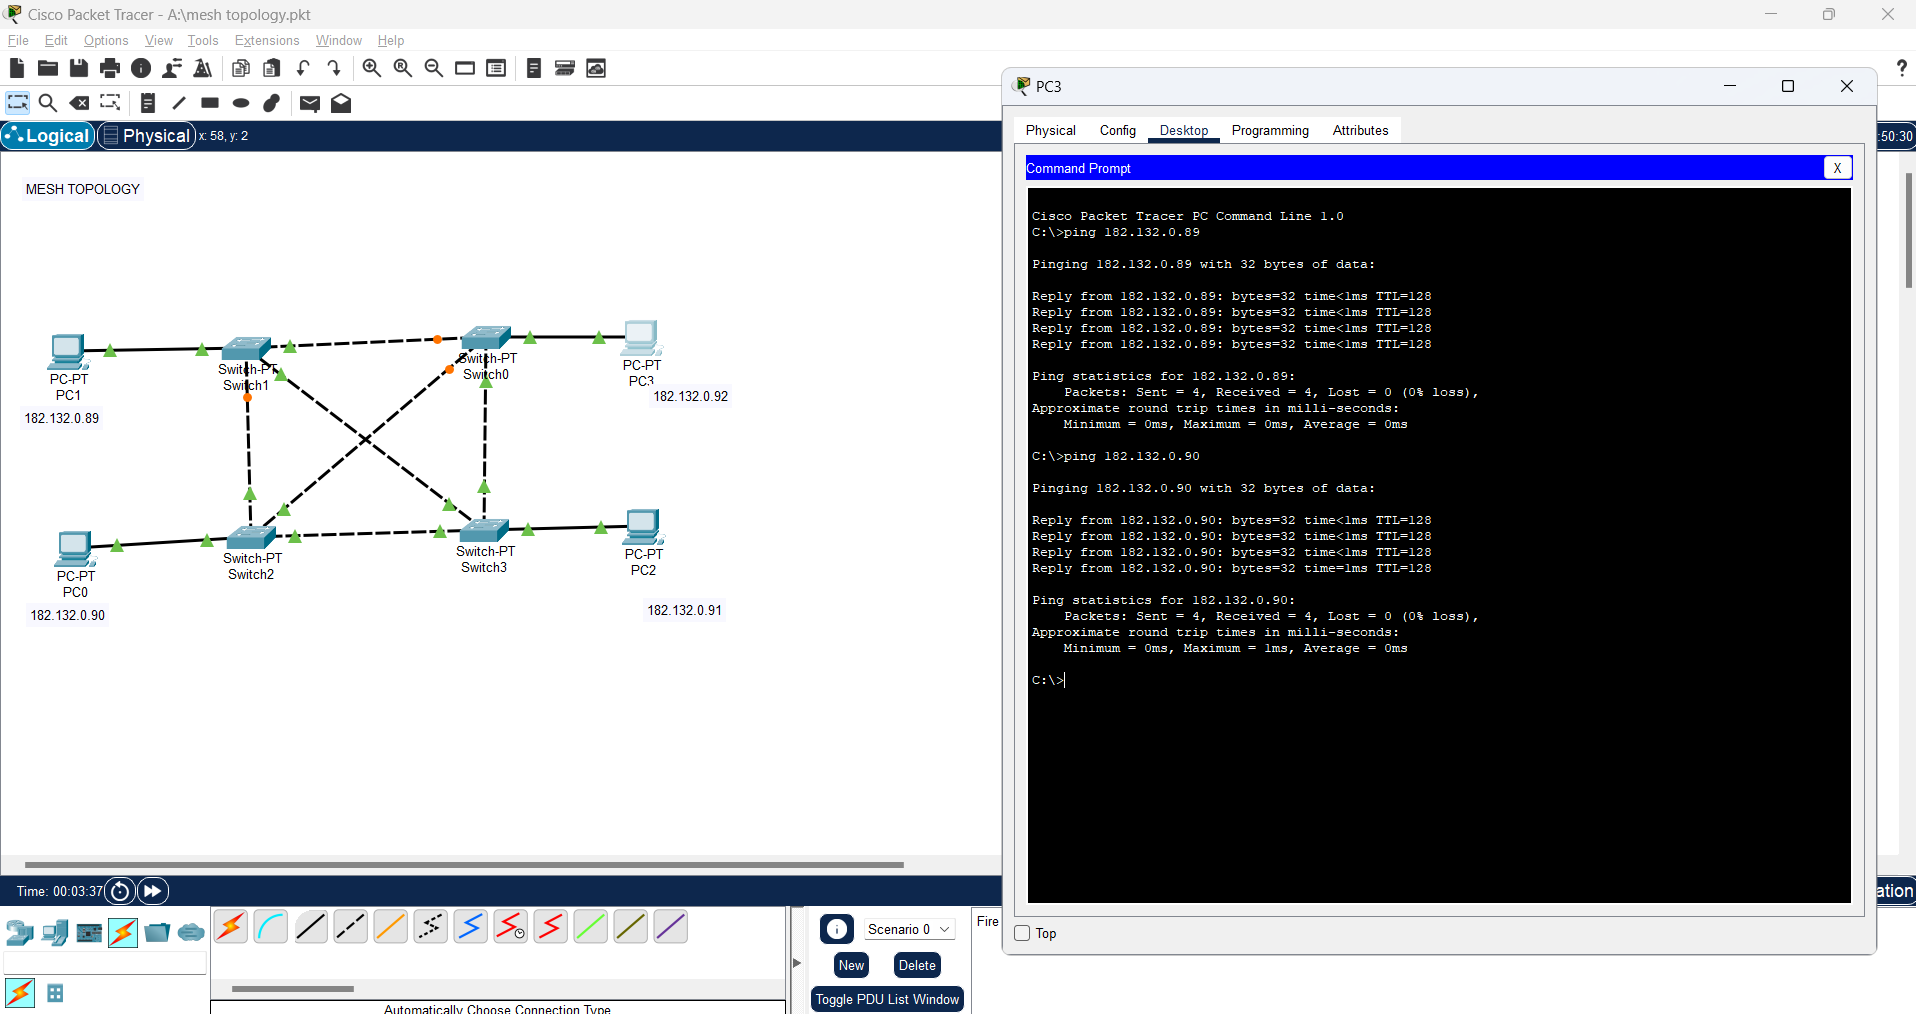 Cisco Packet Tracer - A:\mesh topology.pkt
File Edit Options View Tools Extensions Window Help
?
Logical Physical x: 58, y: 2
:50:30
MESH TOPOLOGY
PC-PT
PC1
182.132.0.89
Switch-PT
Switch1
Switch-PT
Switch0
PC-PT
PC3
182.132.0.92
PC-PT
PC0
182.132.0.90
Switch-PT
Switch2
Switch-PT
Switch3
PC-PT
PC2
182.132.0.91
PC3
Physical Config Desktop Programming Attributes
Command Prompt X
Cisco Packet Tracer PC Command Line 1.0
C:\>ping 182.132.0.89
Pinging 182.132.0.89 with 32 bytes of data:
Reply from 182.132.0.89: bytes=32 time<1ms TTL=128
Reply from 182.132.0.89: bytes=32 time<1ms TTL=128
Reply from 182.132.0.89: bytes=32 time<1ms TTL=128
Reply from 182.132.0.89: bytes=32 time<1ms TTL=128
Ping statistics for 182.132.0.89:
Packets: Sent = 4, Received = 4, Lost = 0 (0% loss),
Approximate round trip times in milli-seconds:
Minimum = 0ms, Maximum = 0ms, Average = 0ms
C:\>ping 182.132.0.90
Pinging 182.132.0.90 with 32 bytes of data:
Reply from 182.132.0.90: bytes=32 time<1ms TTL=128
Reply from 182.132.0.90: bytes=32 time<1ms TTL=128
Reply from 182.132.0.90: bytes=32 time<1ms TTL=128
Reply from 182.132.0.90: bytes=32 time=1ms TTL=128
Ping statistics for 182.132.0.90:
Packets: Sent = 4, Received = 4, Lost = 0 (0% loss),
Approximate round trip times in milli-seconds:
Minimum = 0ms, Maximum = 1ms, Average = 0ms
C:\>
Top
Time: 00:03:37
ation
Scenario 0
Fire
New Delete
Toggle PDU List Window
Automatically Choose Connection Type